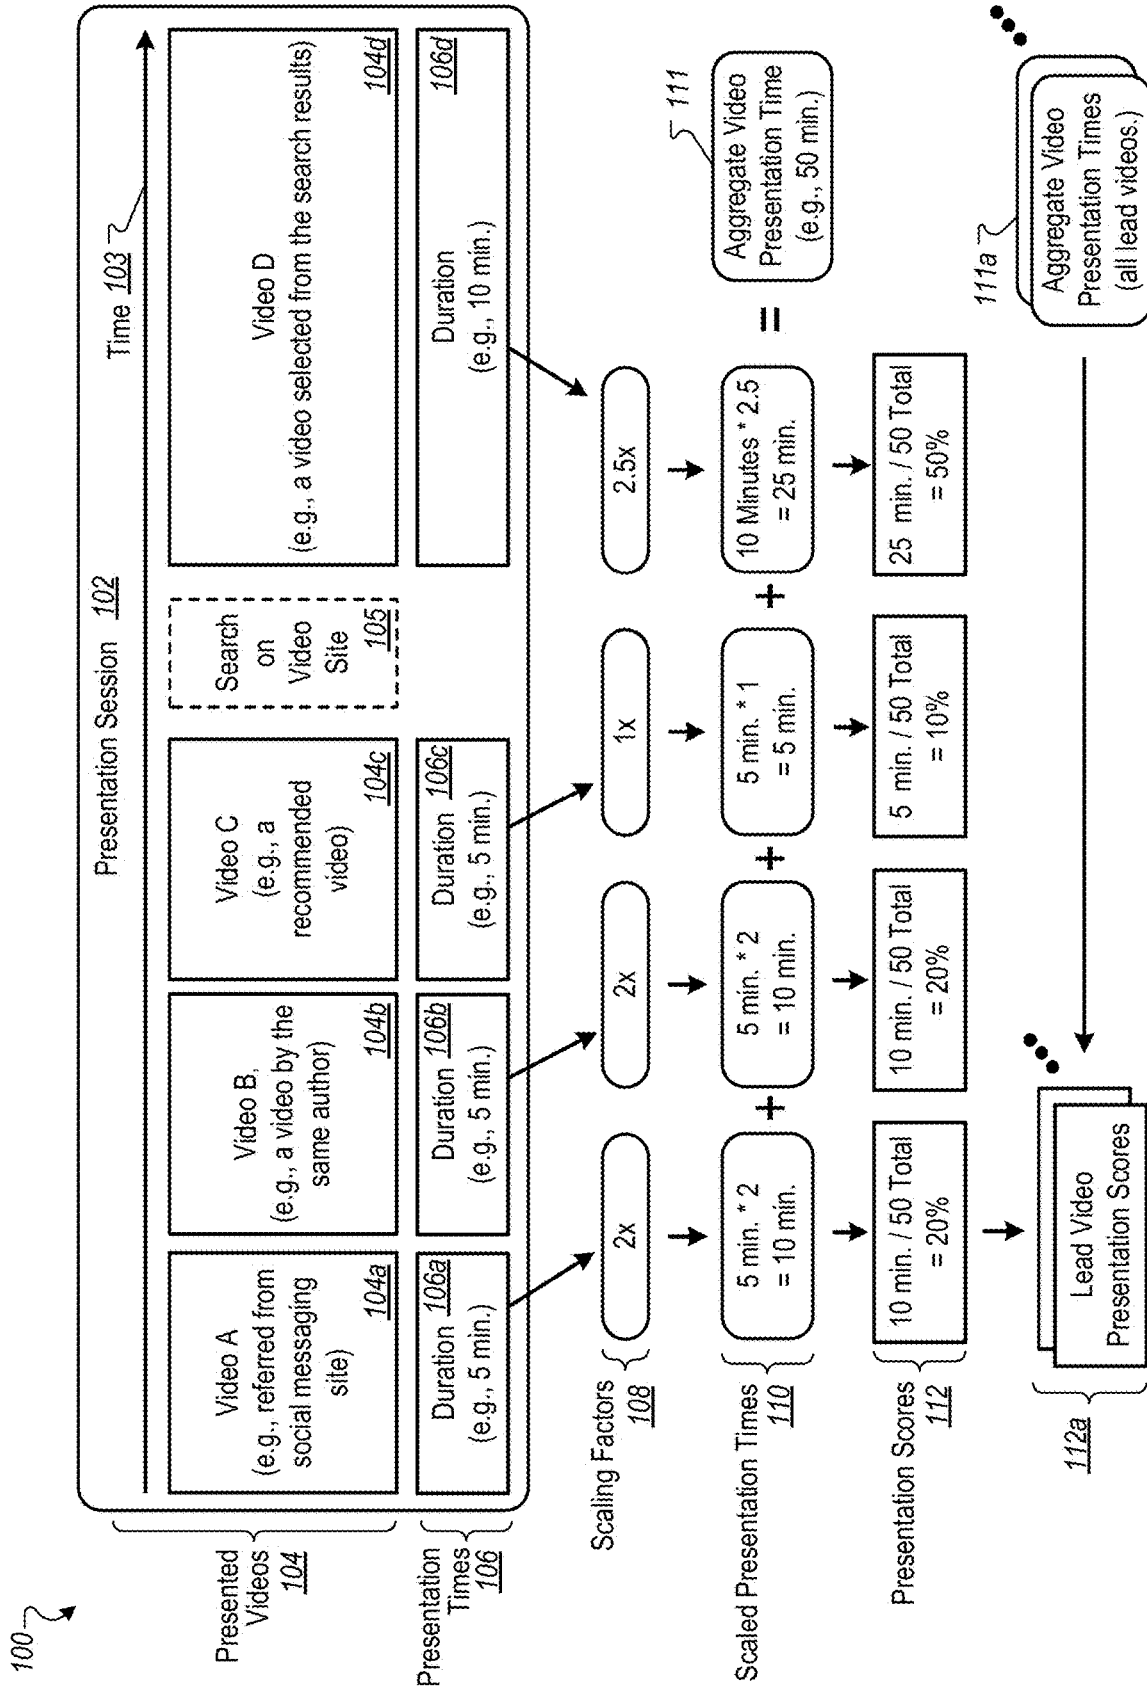 100
Presentation Session 102
Time 103
Presented
Videos
104
Video A
(e.g., referred from
social messaging
site)
104a
Video B,
(e.g., a video by the
same author)
104b
Video C
(e.g., a
recommended
video)
104c
Search
on
Video
Site
105
Video D
(e.g., a video selected from the search results)
104d
Presentation
Times
106
Duration 106a
(e.g., 5 min.)
Duration 106b
(e.g., 5 min.)
Duration 106c
(e.g., 5 min.)
Duration
(e.g., 10 min.)
106d
Scaling Factors
108
2x
2x
1x
2.5x
Scaled Presentation Times
110
5 min. * 2
= 10 min.
+
5 min. * 2
= 10 min.
+
5 min. * 1
= 5 min.
+
10 Minutes * 2.5
= 25 min.
=
111
Aggregate Video
Presentation Time
(e.g., 50 min.)
Presentation Scores
112
10 min. / 50 Total
= 20%
10 min. / 50 Total
= 20%
5 min. / 50 Total
= 10%
25 min. / 50 Total
= 50%
112a
Lead Video
Presentation Scores
111a
Aggregate Video
Presentation Times
(all lead videos.)